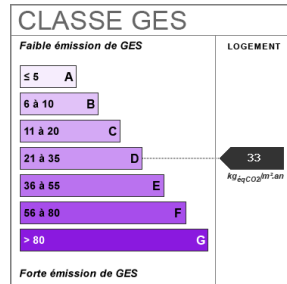 CLASSE GES
Faible émission de GES
LOGEMENT
≤ 5 A
6 à 10 B
11 à 20 C
21 à 35 D
33
kgéqCO2/m².an
36 à 55 E
56 à 80 F
> 80 G
Forte émission de GES